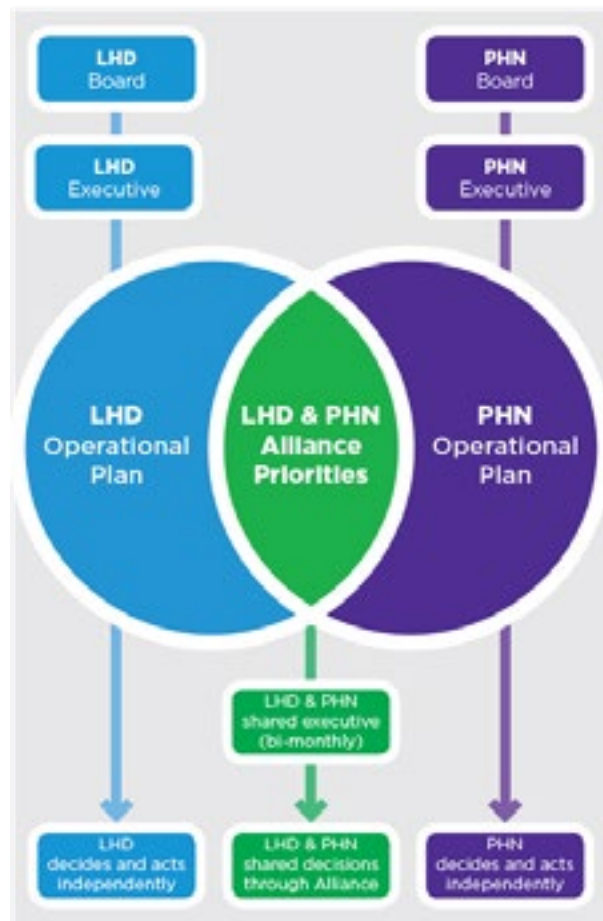 LHD
Board
PHN
Board
LHD
Executive
PHN
Executive
LHD
Operational
Plan
LHD & PHN
Alliance
Priorities
PHN
Operational
Plan
LHD & PHN
shared executive
(bi-monthly)
LHD
decides and acts
independently
LHD & PHN
shared decisions
through Alliance
PHN
decides and acts
independently